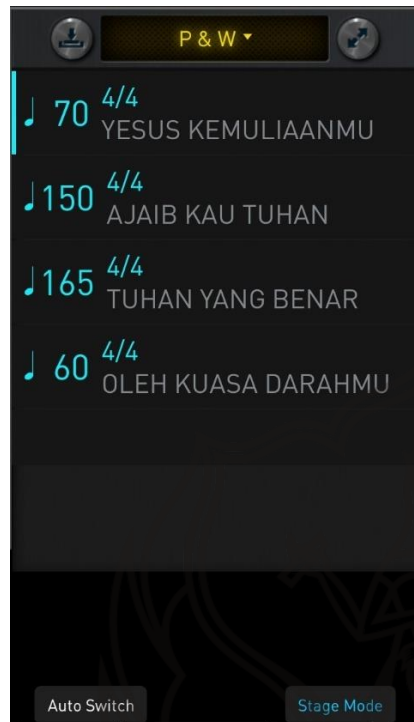 P & W
70 4/4
YESUS KEMULIAANMU
150 4/4
AJAIB KAU TUHAN
165 4/4
TUHAN YANG BENAR
60 4/4
OLEH KUASA DARAHMU
Auto Switch
Stage Mode